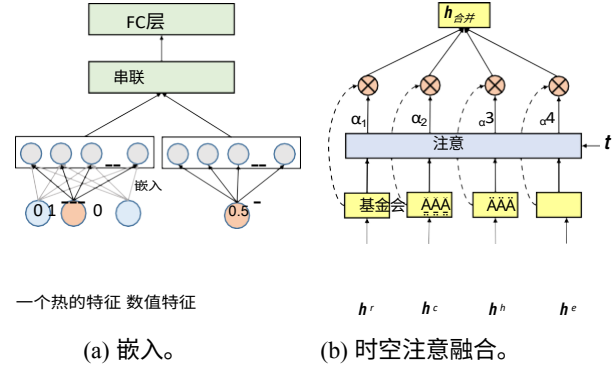 FC层
串联
嵌入
0 1 0
0.5
一个热的特征 数值特征
(a) 嵌入。
h合并
α1 α2 α3 α4
注意
t
基金会 ÄÄÄ ÄÄÄ
h r h c h h h e
(b) 时空注意融合。